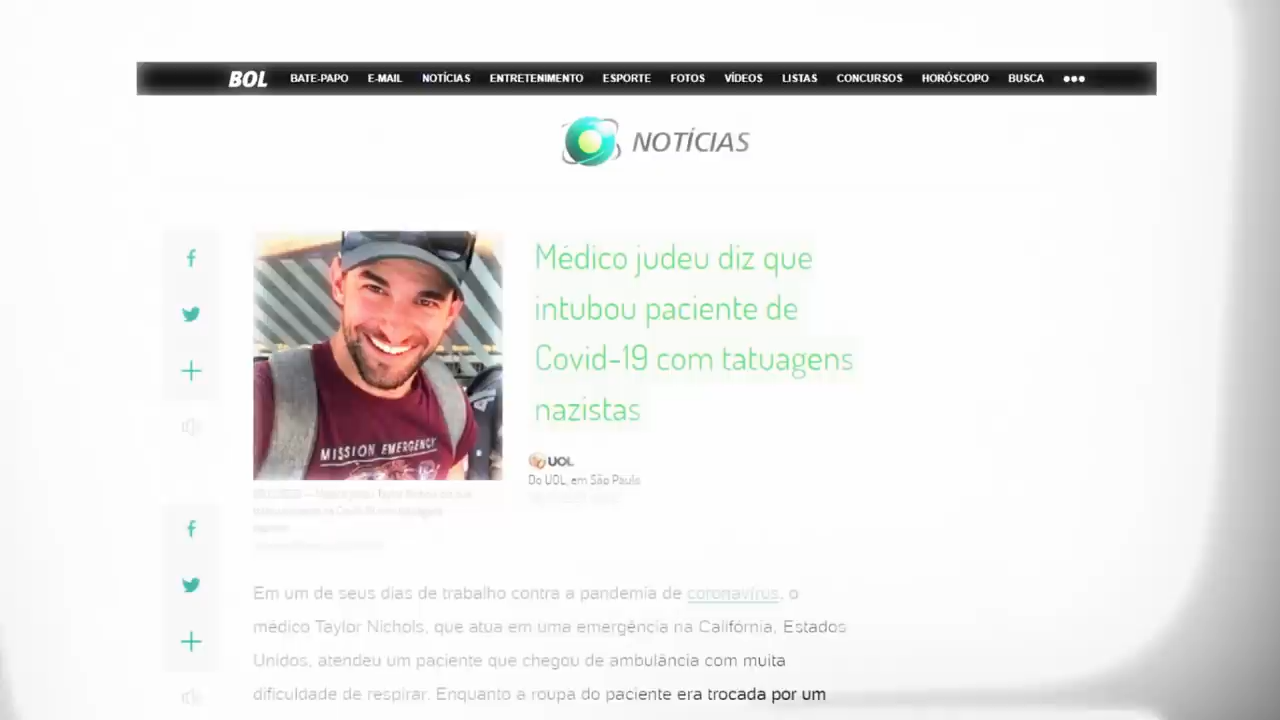 BOL BATE-PAPO E-MAIL NOTÍCIAS ENTRETENIMENTO ESPORTE FOTOS VÍDEOS LISTAS CONCURSOS HORÓSCOPO BUSCA
NOTÍCIAS
MISSION EMERGENCY
Médico judeu diz que
intubou paciente de
Covid-19 com tatuagens
nazistas
UOL
Do UOL, em São Paulo
Em um de seus dias de trabalho contra a pandemia de coronavírus, o
médico Taylor Nichols, que atua em uma emergência na Califórnia, Estados
Unidos, atendeu um paciente que chegou de ambulância com muita
dificuldade de respirar. Enquanto a roupa do paciente era trocada por um